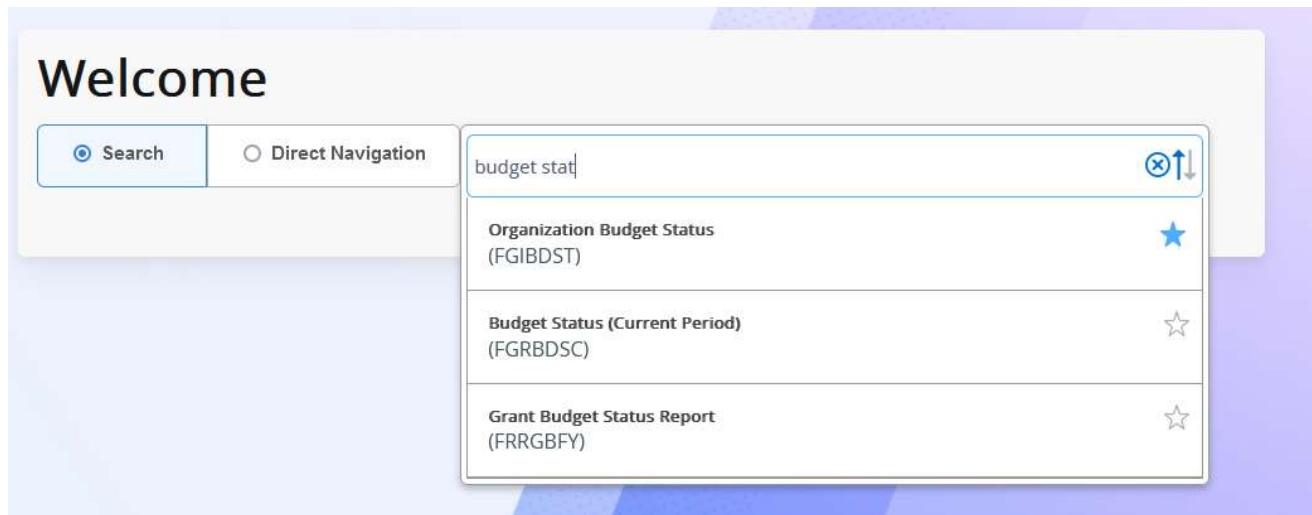 Welcome
Search
Direct Navigation
budget stat
Organization Budget Status
(FGIBDST)
Budget Status (Current Period)
(FGRBDSC)
Grant Budget Status Report
(FRRGBFY)